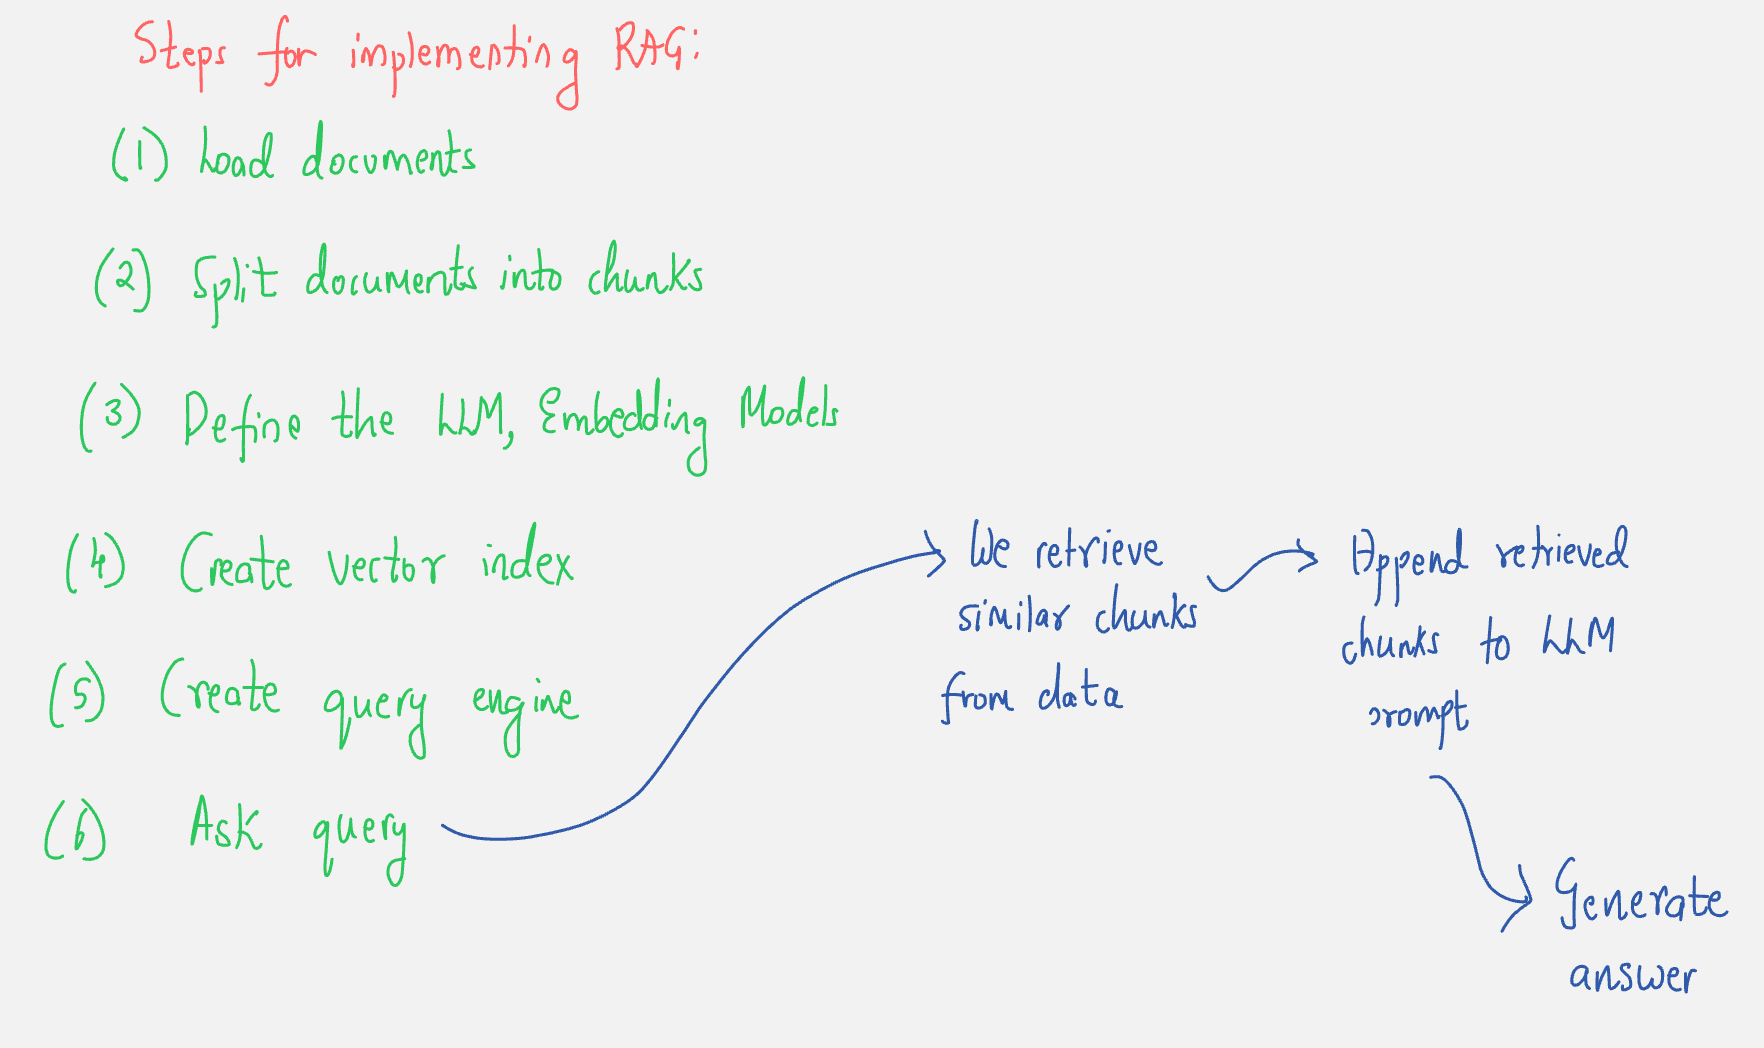 Steps for implementing RAG:
(1) Load documents
(2) Split documents into chunks
(3) Define the LLM, Embedding Models
(4) Create vector index
(5) Create query engine
(6) Ask query
We retrieve
similar chunks
from data
Append retrieved
chunks to LLM
prompt
Generate
answer